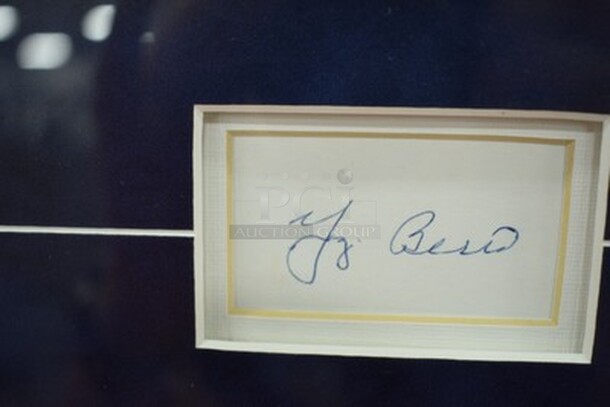 PCI
AUCTION GROUP
Yogi Berra